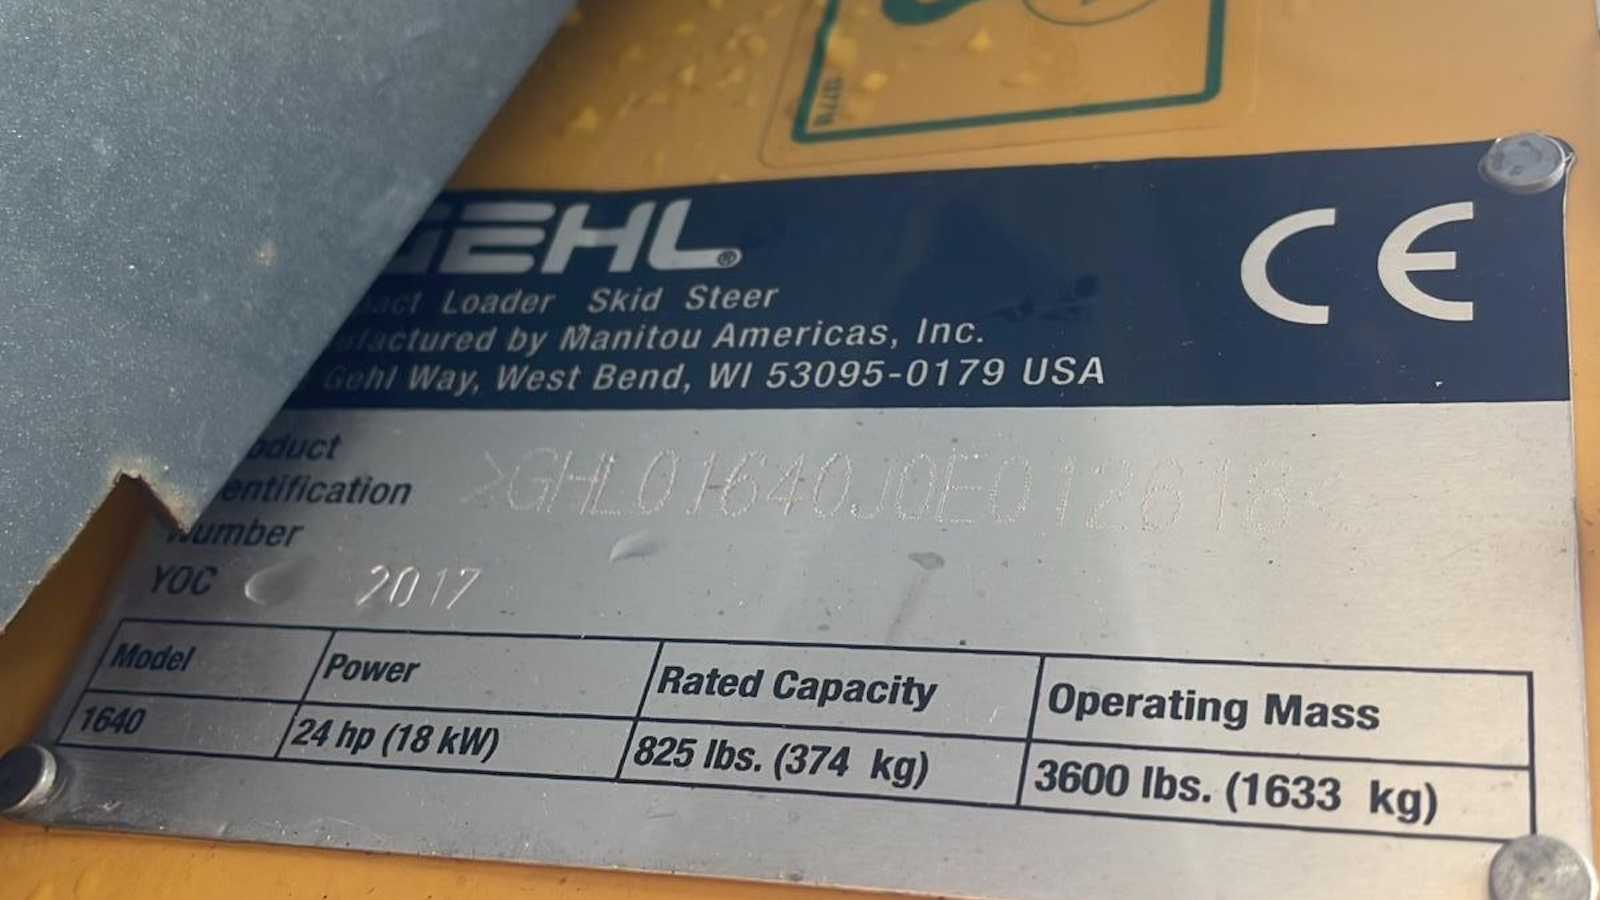 GEHL®
Loader Skid Steer
by Manitou Americas, Inc.
Gehl Way, West Bend, WI 53095-0179 USA
CE
Number
>GHL01640J0E012618<
YOC 2017
Model Power Rated Capacity Operating Mass
1640 24 hp (18 kW) 825 lbs. (374 kg) 3600 lbs. (1633 kg)